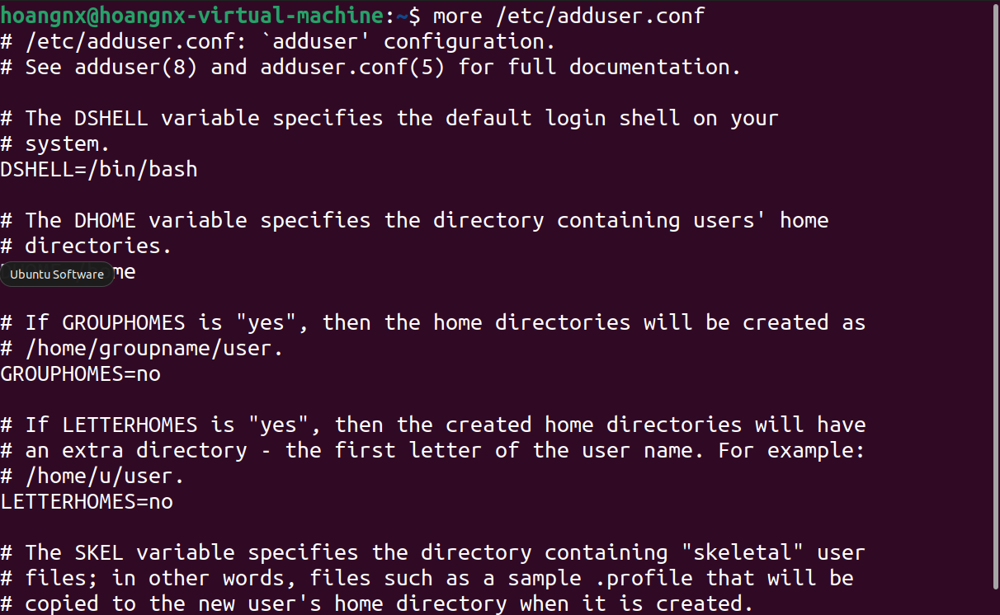 hoangnx@hoangnx-virtual-machine:~$ more /etc/adduser.conf
# /etc/adduser.conf: `adduser' configuration.
# See adduser(8) and adduser.conf(5) for full documentation.

# The DSHELL variable specifies the default login shell on your
# system.
DSHELL=/bin/bash

# The DHOME variable specifies the directory containing users' home
# directories.
Ubuntu Software me

# If GROUPHOMES is "yes", then the home directories will be created as
# /home/groupname/user.
GROUPHOMES=no

# If LETTERHOMES is "yes", then the created home directories will have
# an extra directory - the first letter of the user name. For example:
# /home/u/user.
LETTERHOMES=no

# The SKEL variable specifies the directory containing "skeletal" user
# files; in other words, files such as a sample .profile that will be
# copied to the new user's home directory when it is created.